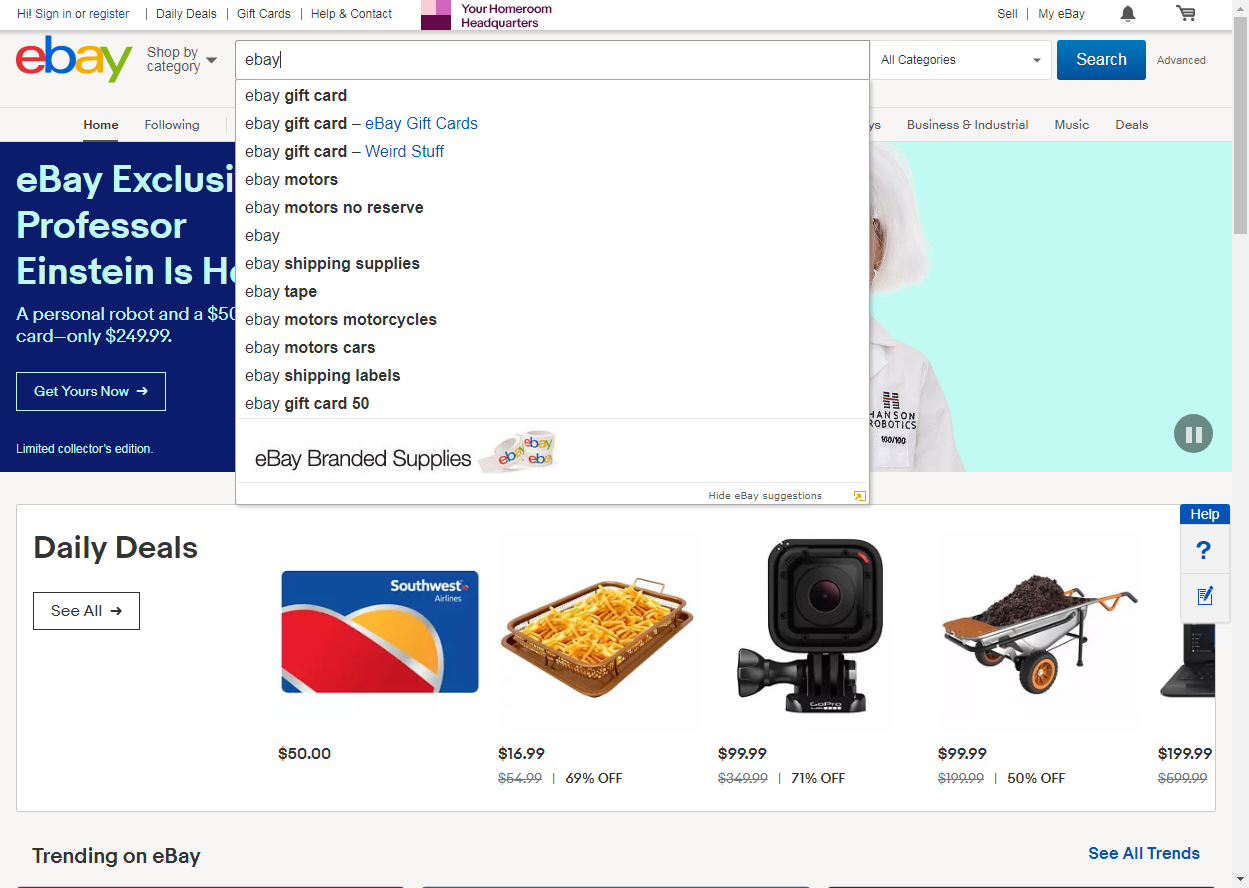 Hi! Sign in or register | Daily Deals | Gift Cards | Help & Contact
Your Homeroom
Headquarters
Sell | My eBay
ebay
Shop by
category
ebay
All Categories
Search
Advanced
ebay gift card
ebay gift card – eBay Gift Cards
ebay gift card – Weird Stuff
ebay motors
ebay motors no reserve
ebay
ebay shipping supplies
ebay tape
ebay motors motorcycles
ebay motors cars
ebay shipping labels
ebay gift card 50
eBay Branded Supplies
ebay
ebay
ebay
Hide eBay suggestions
Home
Following
Business & Industrial
Music
Deals
eBay Exclusi
Professor
Einstein Is H
A personal robot and a $50
card—only $249.99.
Get Yours Now
Limited collector's edition.
HANSON
ROBOTICS
100/100
Help
?
Daily Deals
See All
Southwest
Airlines
GoPro
$50.00
$16.99
$54.99 | 69% OFF
$99.99
$349.99 | 71% OFF
$99.99
$199.99 | 50% OFF
$199.99
$599.99
Trending on eBay
See All Trends